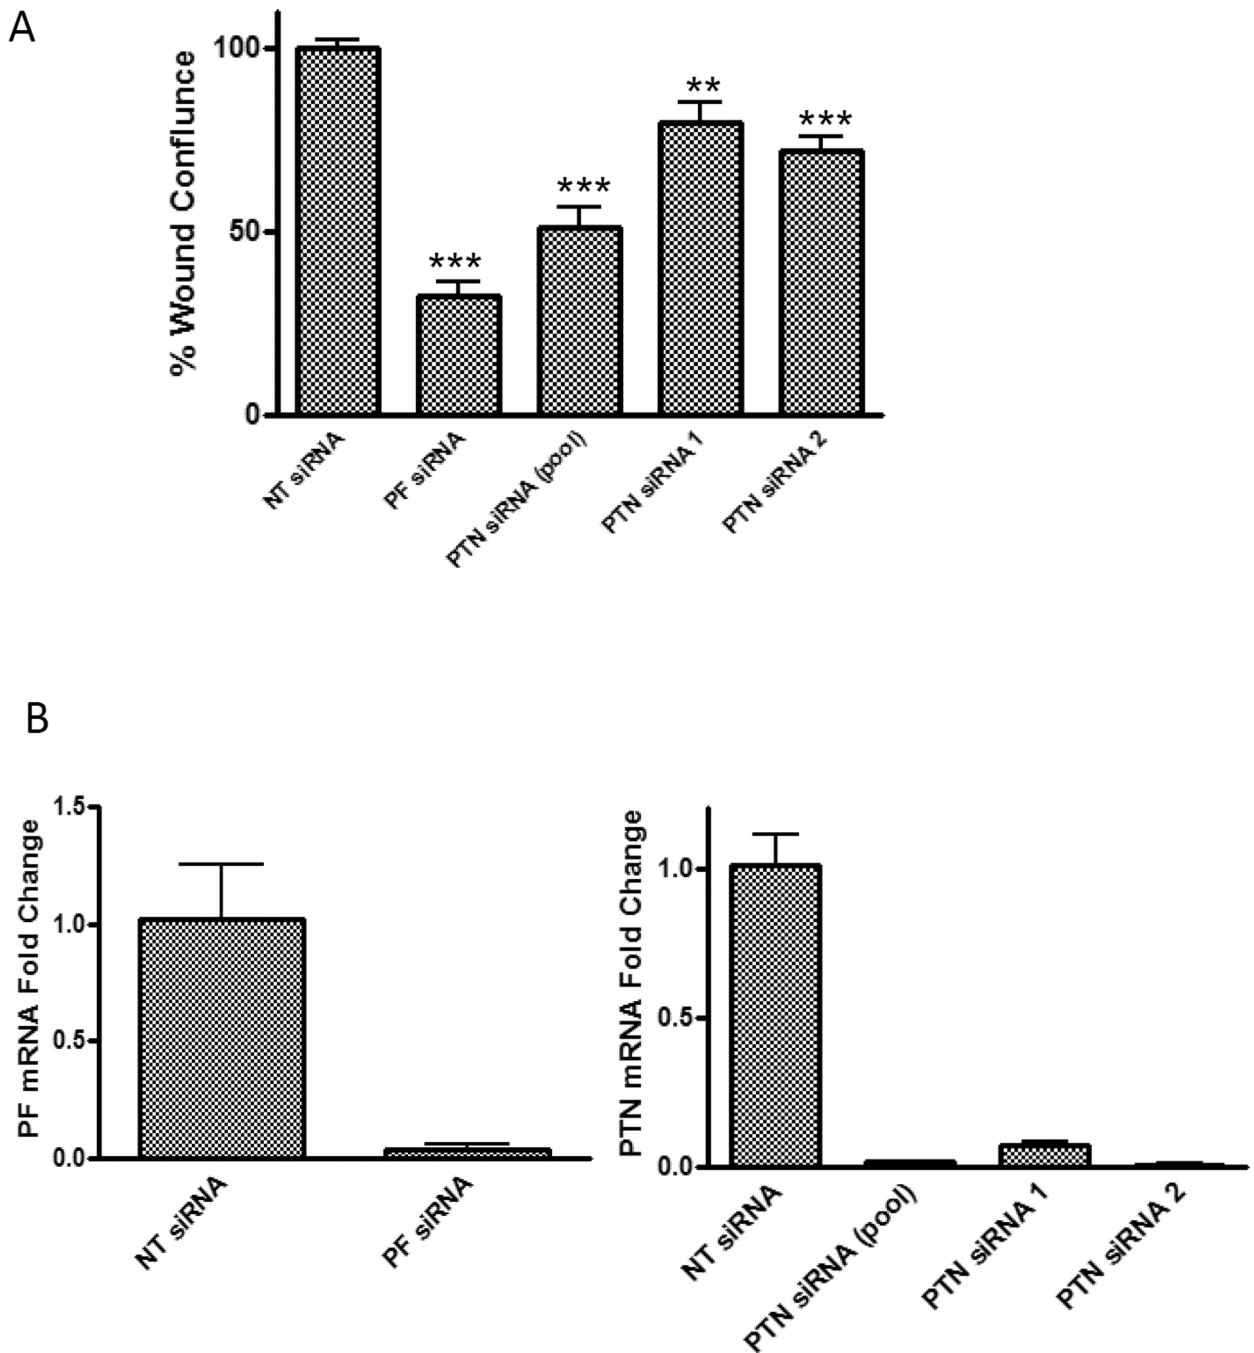 A
% Wound Conflunce
100
50
0
***
***
**
***
NT siRNA
PF siRNA
PTN siRNA (pool)
PTN siRNA 1
PTN siRNA 2
B
PF mRNA Fold Change
1.5
1.0
0.5
0.0
NT siRNA
PF siRNA
PTN mRNA Fold Change
1.0
0.5
0.0
NT siRNA
PTN siRNA (pool)
PTN siRNA 1
PTN siRNA 2